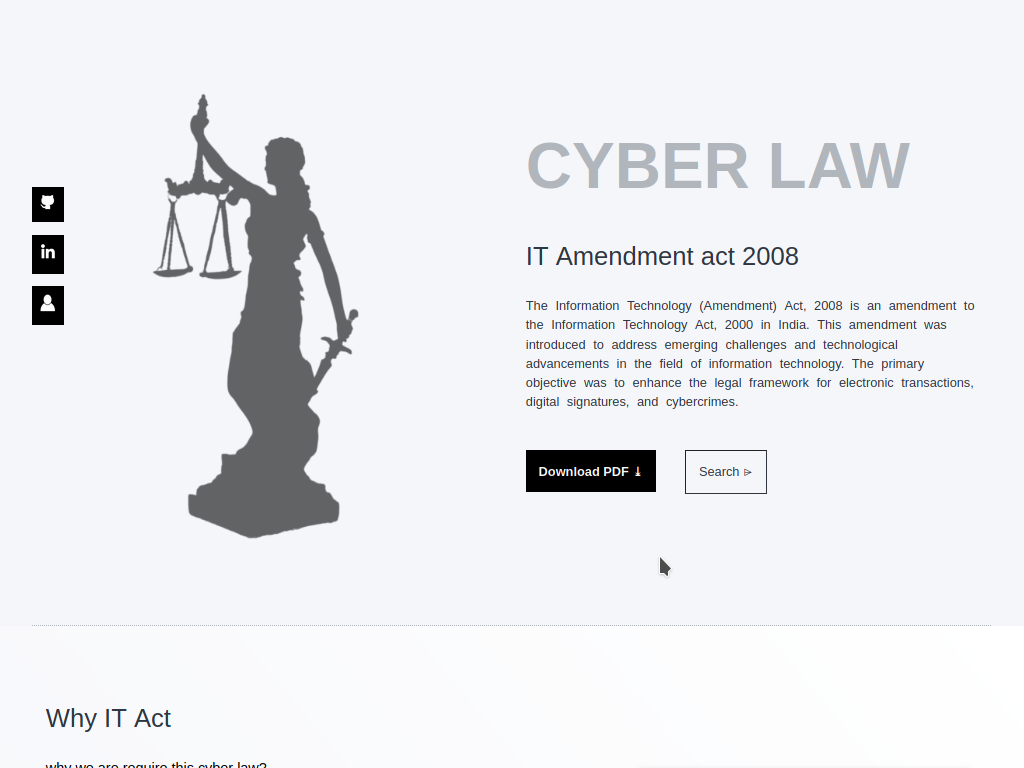 CYBER LAW
IT Amendment act 2008
The Information Technology (Amendment) Act, 2008 is an amendment to
the Information Technology Act, 2000 in India. This amendment was
introduced to address emerging challenges and technological
advancements in the field of information technology. The primary
objective was to enhance the legal framework for electronic transactions,
digital signatures, and cybercrimes.
Download PDF ⤓
Search ⌲
in
Why IT Act
why we are require this cyber law?